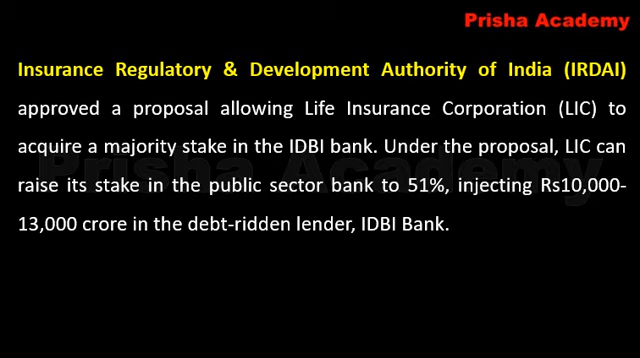 Prisha Academy
Insurance Regulatory & Development Authority of India (IRDAI)
approved a proposal allowing Life Insurance Corporation (LIC) to
acquire a majority stake in the IDBI bank. Under the proposal, LIC can
Prisha Academy
raise its stake in the public sector bank to 51%, injecting Rs10,000-
13,000 crore in the debt-ridden lender, IDBI Bank.